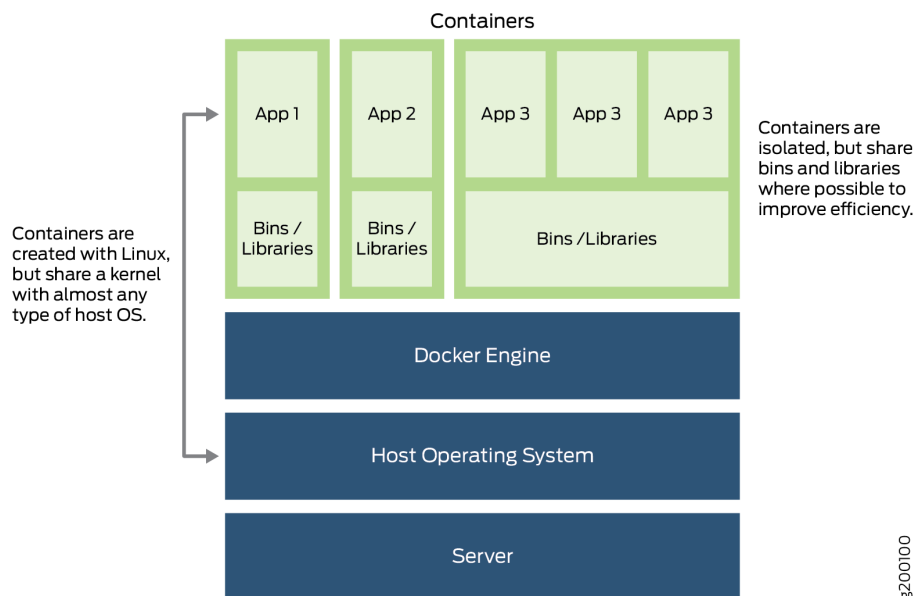 Containers
App 1
App 2
App 3
App 3
App 3
Containers are
isolated, but share
bins and libraries
where possible to
improve efficiency.
Bins /
Libraries
Bins /
Libraries
Bins /Libraries
Containers are
created with Linux,
but share a kernel
with almost any
type of host OS.
Docker Engine
Host Operating System
Server
g200100